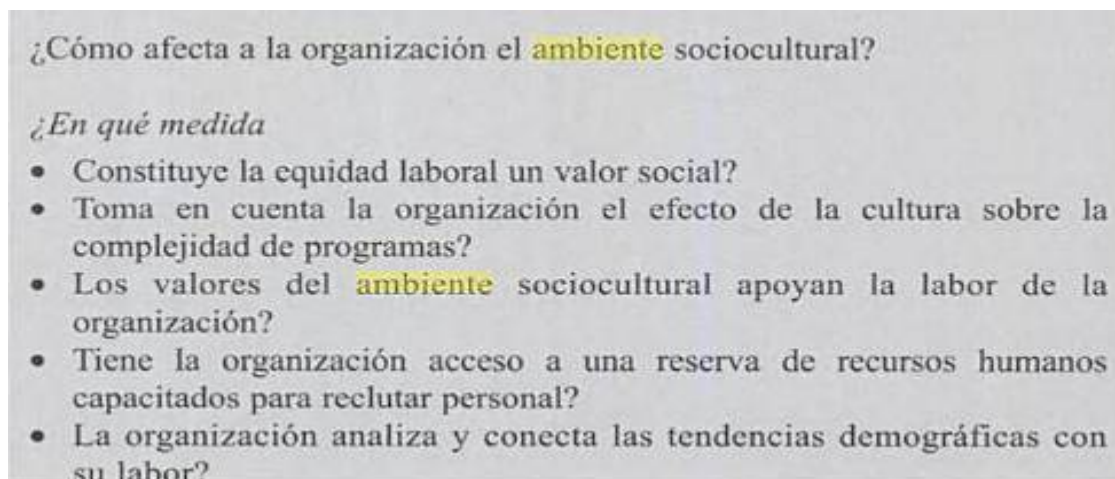 ¿Cómo afecta a la organización el ambiente sociocultural?
¿En qué medida
• Constituye la equidad laboral un valor social?
• Toma en cuenta la organización el efecto de la cultura sobre la
complejidad de programas?
• Los valores del ambiente sociocultural apoyan la labor de la
organización?
• Tiene la organización acceso a una reserva de recursos humanos
capacitados para reclutar personal?
• La organización analiza y conecta las tendencias demográficas con
su labor?